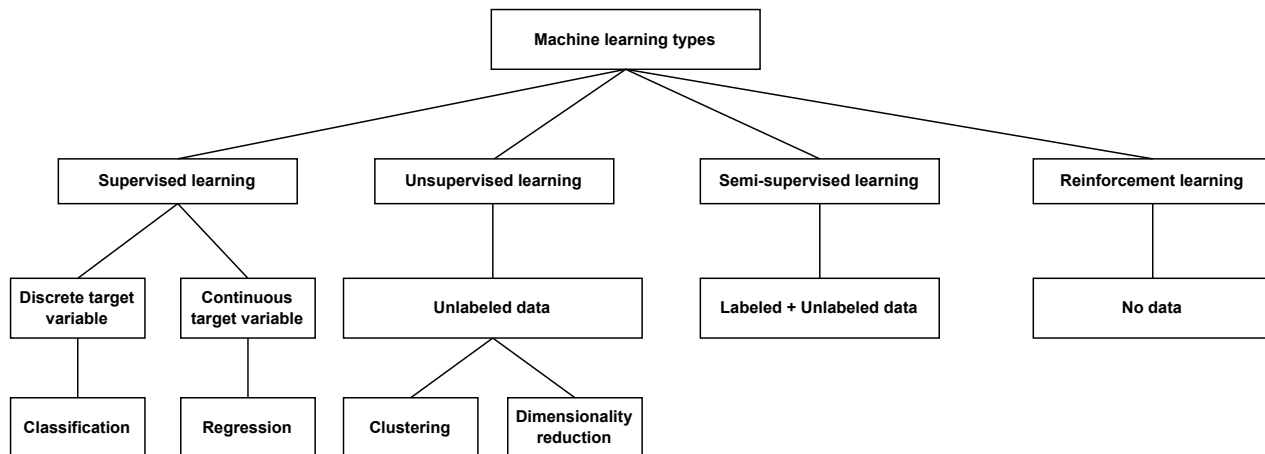 Machine learning types
Supervised learning
Unsupervised learning
Semi-supervised learning
Reinforcement learning
Discrete target
variable
Continuous
target variable
Unlabeled data
Labeled + Unlabeled data
No data
Classification
Regression
Clustering
Dimensionality
reduction